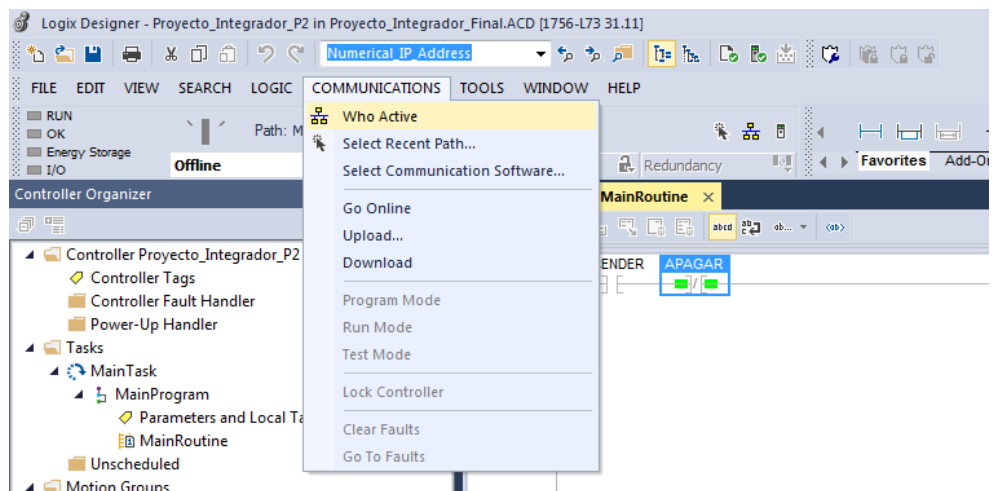 Logix Designer - Proyecto_Integrador_P2 in Proyecto_Integrador_Final.ACD [1756-L73 31.11]
Numerical_IP_Address
FILE EDIT VIEW SEARCH LOGIC COMMUNICATIONS TOOLS WINDOW HELP
RUN
OK
Energy Storage
I/O
Path: M
Offline
Redundancy
Favorites Add-On
Who Active
Select Recent Path...
Select Communication Software...
Go Online
Upload...
Download
Program Mode
Run Mode
Test Mode
Lock Controller
Clear Faults
Go To Faults
Controller Organizer
Controller Proyecto_Integrador_P2
Controller Tags
Controller Fault Handler
Power-Up Handler
Tasks
MainTask
MainProgram
Parameters and Local Ta
MainRoutine
Unscheduled
Motion Groups
MainRoutine
abcd ab... <ab>
ENDER APAGAR